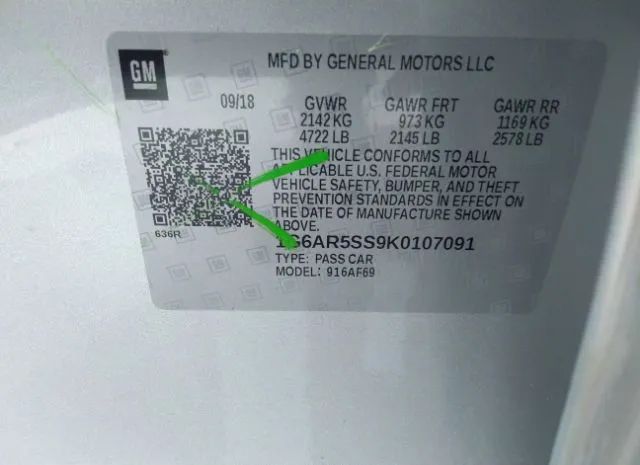 GM
MFD BY GENERAL MOTORS LLC
09/18 GVWR GAWR FRT GAWR RR
2142 KG 973 KG 1169 KG
4722 LB 2145 LB 2578 LB
THIS VEHICLE CONFORMS TO ALL
APPLICABLE U.S. FEDERAL MOTOR
VEHICLE SAFETY, BUMPER, AND THEFT
PREVENTION STANDARDS IN EFFECT ON
THE DATE OF MANUFACTURE SHOWN
ABOVE.
636R
1G6AR5SS9K0107091
TYPE: PASS CAR
MODEL: 916AF69